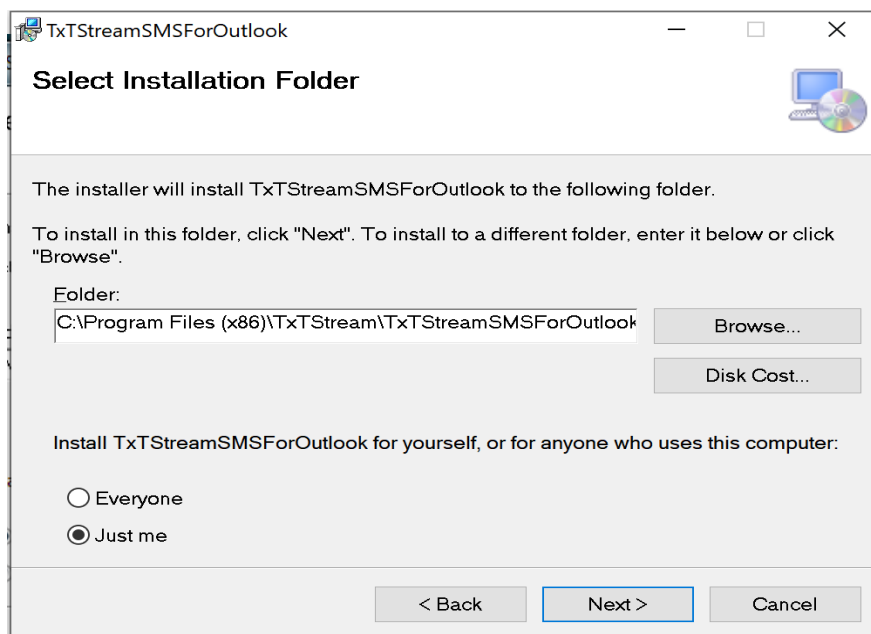 TxTStreamSMSForOutlook
Select Installation Folder
The installer will install TxTStreamSMSForOutlook to the following folder.
To install in this folder, click "Next". To install to a different folder, enter it below or click
"Browse".
Folder:
C:\Program Files (x86)\TxTStream\TxTStreamSMSForOutlook
Browse...
Disk Cost...
Install TxTStreamSMSForOutlook for yourself, or for anyone who uses this computer:
Everyone
Just me
< Back
Next >
Cancel